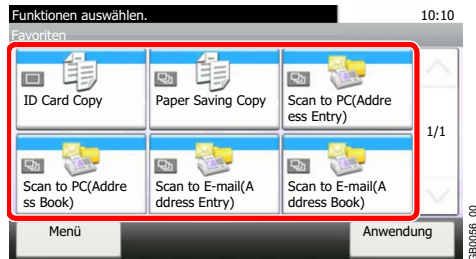 Funktionen auswählen.
10:10
Favoriten
ID Card Copy
Paper Saving Copy
Scan to PC(Addre
ess Entry)
1/1
Scan to PC(Addre
ss Book)
Scan to E-mail(A
ddress Entry)
Scan to E-mail(A
ddress Book)
Menü
Anwendung